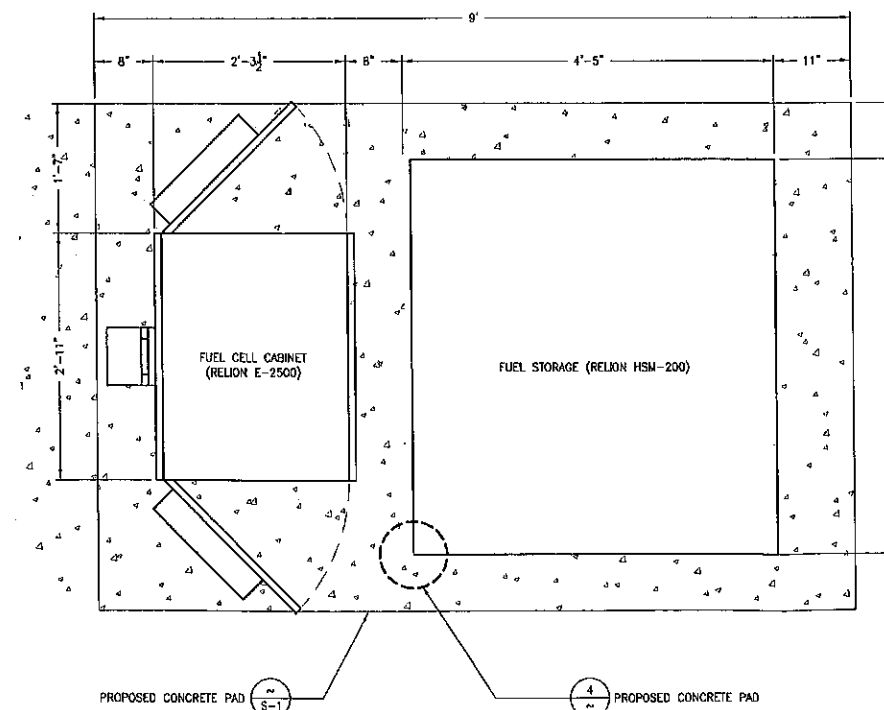 9'
8" 2'-3½" 8" 4'-5" 11"
1'-7"
2'-11"
FUEL CELL CABINET
(RELION E-2500)
FUEL STORAGE (RELION HSM-200)
PROPOSED CONCRETE PAD ~ S-1
4 ~ PROPOSED CONCRETE PAD